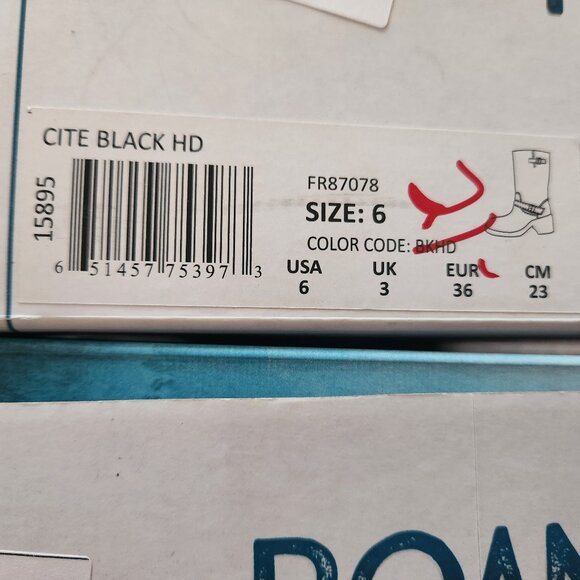 CITE BLACK HD
15895
6 51457 75397 3
FR87078
SIZE: 6
COLOR CODE: BKHD
USA UK EUR CM
6 3 36 23